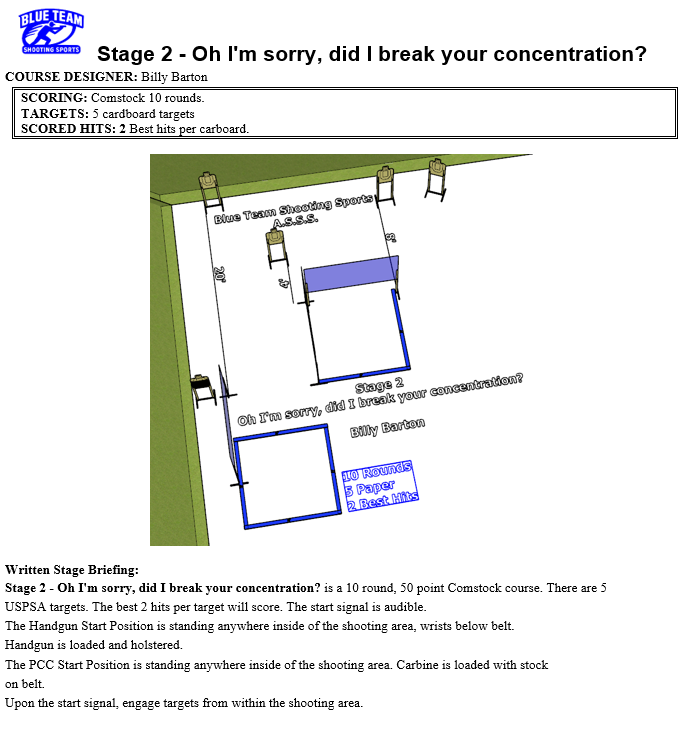 BLUE TEAM
SHOOTING SPORTS
Stage 2 - Oh I'm sorry, did I break your concentration?
COURSE DESIGNER: Billy Barton
SCORING: Comstock 10 rounds.
TARGETS: 5 cardboard targets
SCORED HITS: 2 Best hits per carboard.
Blue Team Shooting Sports
A.S.S.S.
20'
8'
4'
Stage 2
Oh I'm sorry, did I break your concentration?
Billy Barton
10 Rounds
5 Paper
2 Best Hits
Written Stage Briefing:
Stage 2 - Oh I'm sorry, did I break your concentration? is a 10 round, 50 point Comstock course. There are 5
USPSA targets. The best 2 hits per target will score. The start signal is audible.
The Handgun Start Position is standing anywhere inside of the shooting area, wrists below belt.
Handgun is loaded and holstered.
The PCC Start Position is standing anywhere inside of the shooting area. Carbine is loaded with stock
on belt.
Upon the start signal, engage targets from within the shooting area.